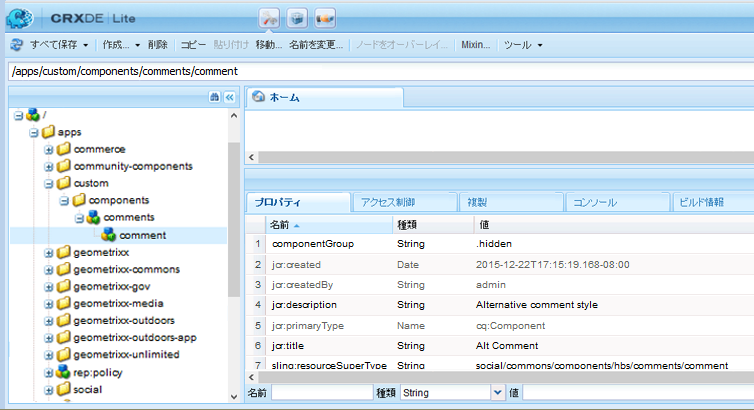 CRXDE | Lite
すべて保存 作成... 削除 コピー 貼り付け 移動... 名前を変更... ノードをオーバーレイ... Mixin... ツール
/apps/custom/components/comments/comment
ホーム
/
apps
commerce
community-components
custom
components
comments
comment
geometrixx
geometrixx-commons
geometrixx-gov
geometrixx-media
geometrixx-outdoors
geometrixx-outdoors-app
geometrixx-unlimited
rep:policy
social
プロパティ アクセス制御 複製 コンソール ビルド情報
名前 種類 値
1 componentGroup String .hidden
2 jcr:created Date 2015-12-22T17:15:19.168-08:00
3 jcr:createdBy String admin
4 jcr:description String Alternative comment style
5 jcr:primaryType Name cq:Component
6 jcr:title String Alt Comment
7 sling:resourceSuperType String social/commons/components/hbs/comments/comment
名前 種類 String 値